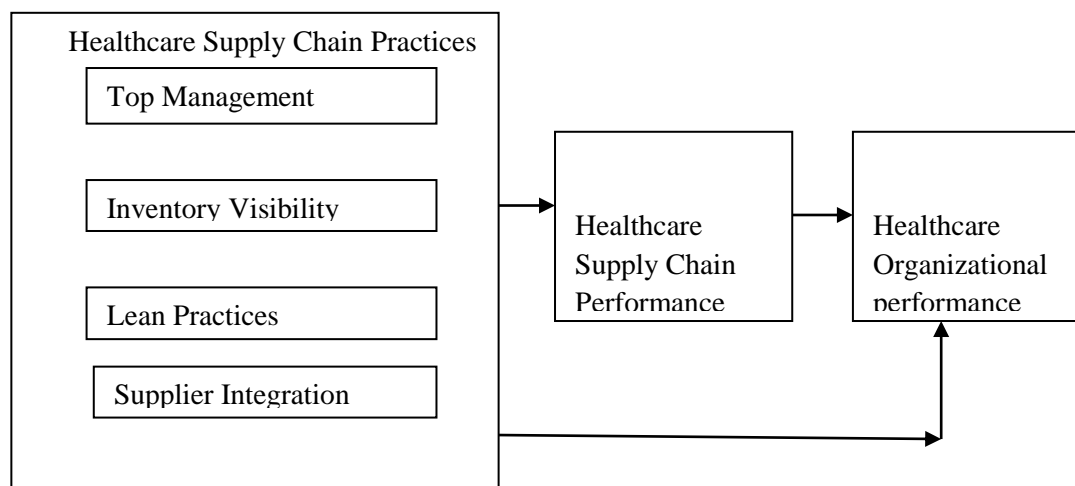 Healthcare Supply Chain Practices
Top Management
Inventory Visibility
Lean Practices
Supplier Integration
Healthcare
Supply Chain
Performance
Healthcare
Organizational
performance